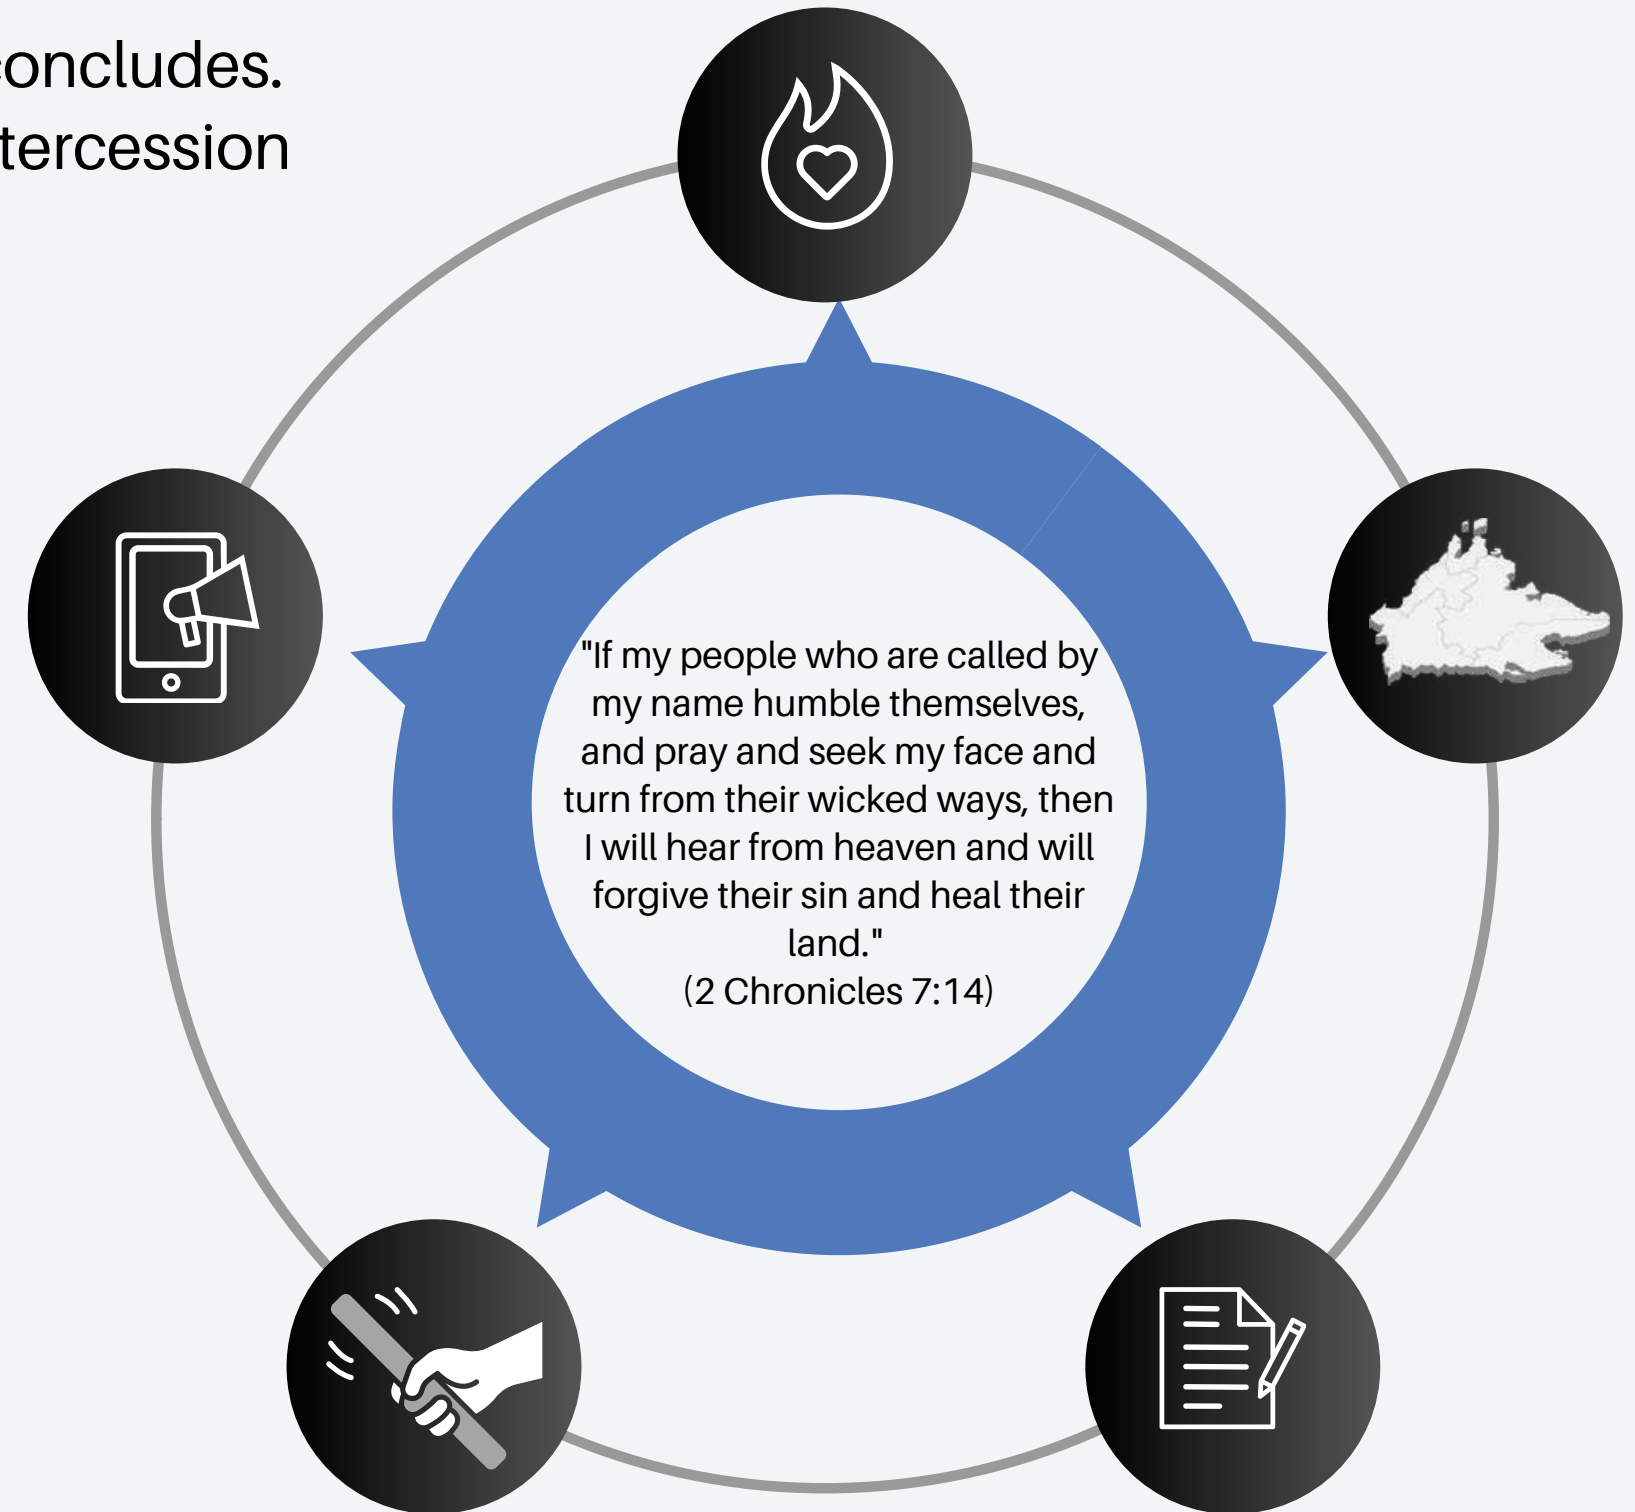 concludes.
tercession
"If my people who are called by
my name humble themselves,
and pray and seek my face and
turn from their wicked ways, then
I will hear from heaven and will
forgive their sin and heal their
land."
(2 Chronicles 7:14)